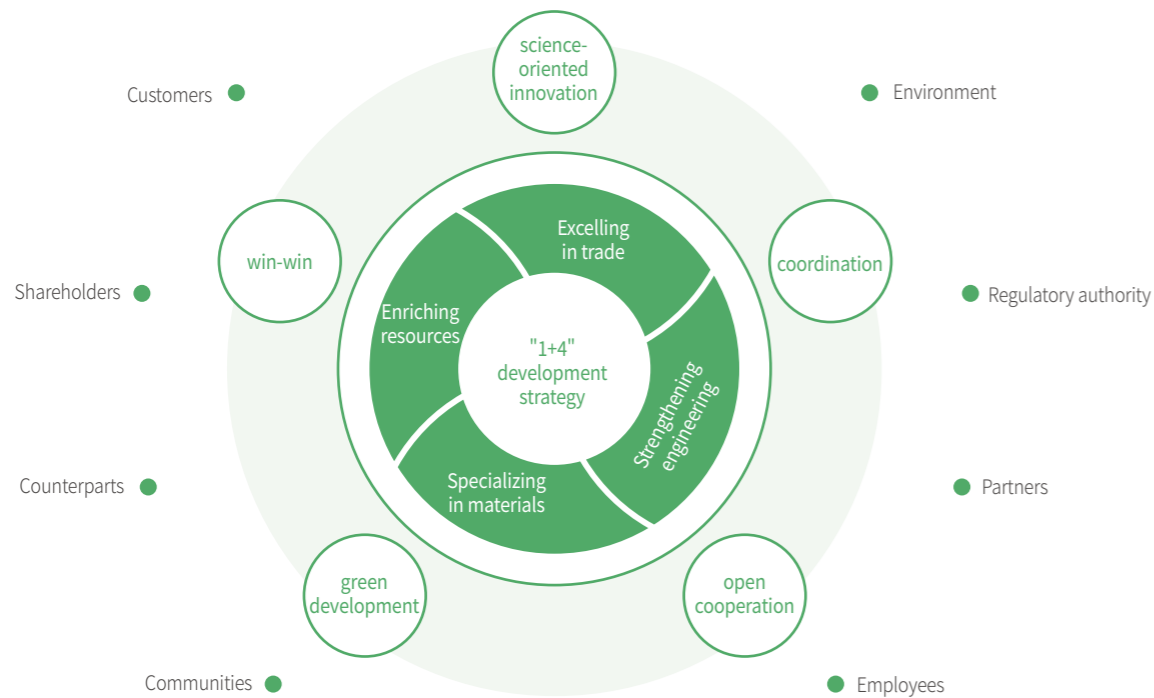 science-
oriented
innovation
Customers
Environment
Excelling
in trade
win-win
coordination
Shareholders
Regulatory authority
Enriching
resources
"1+4"
development
strategy
Strengthening
engineering
Specializing
in materials
Counterparts
Partners
green
development
open
cooperation
Communities
Employees